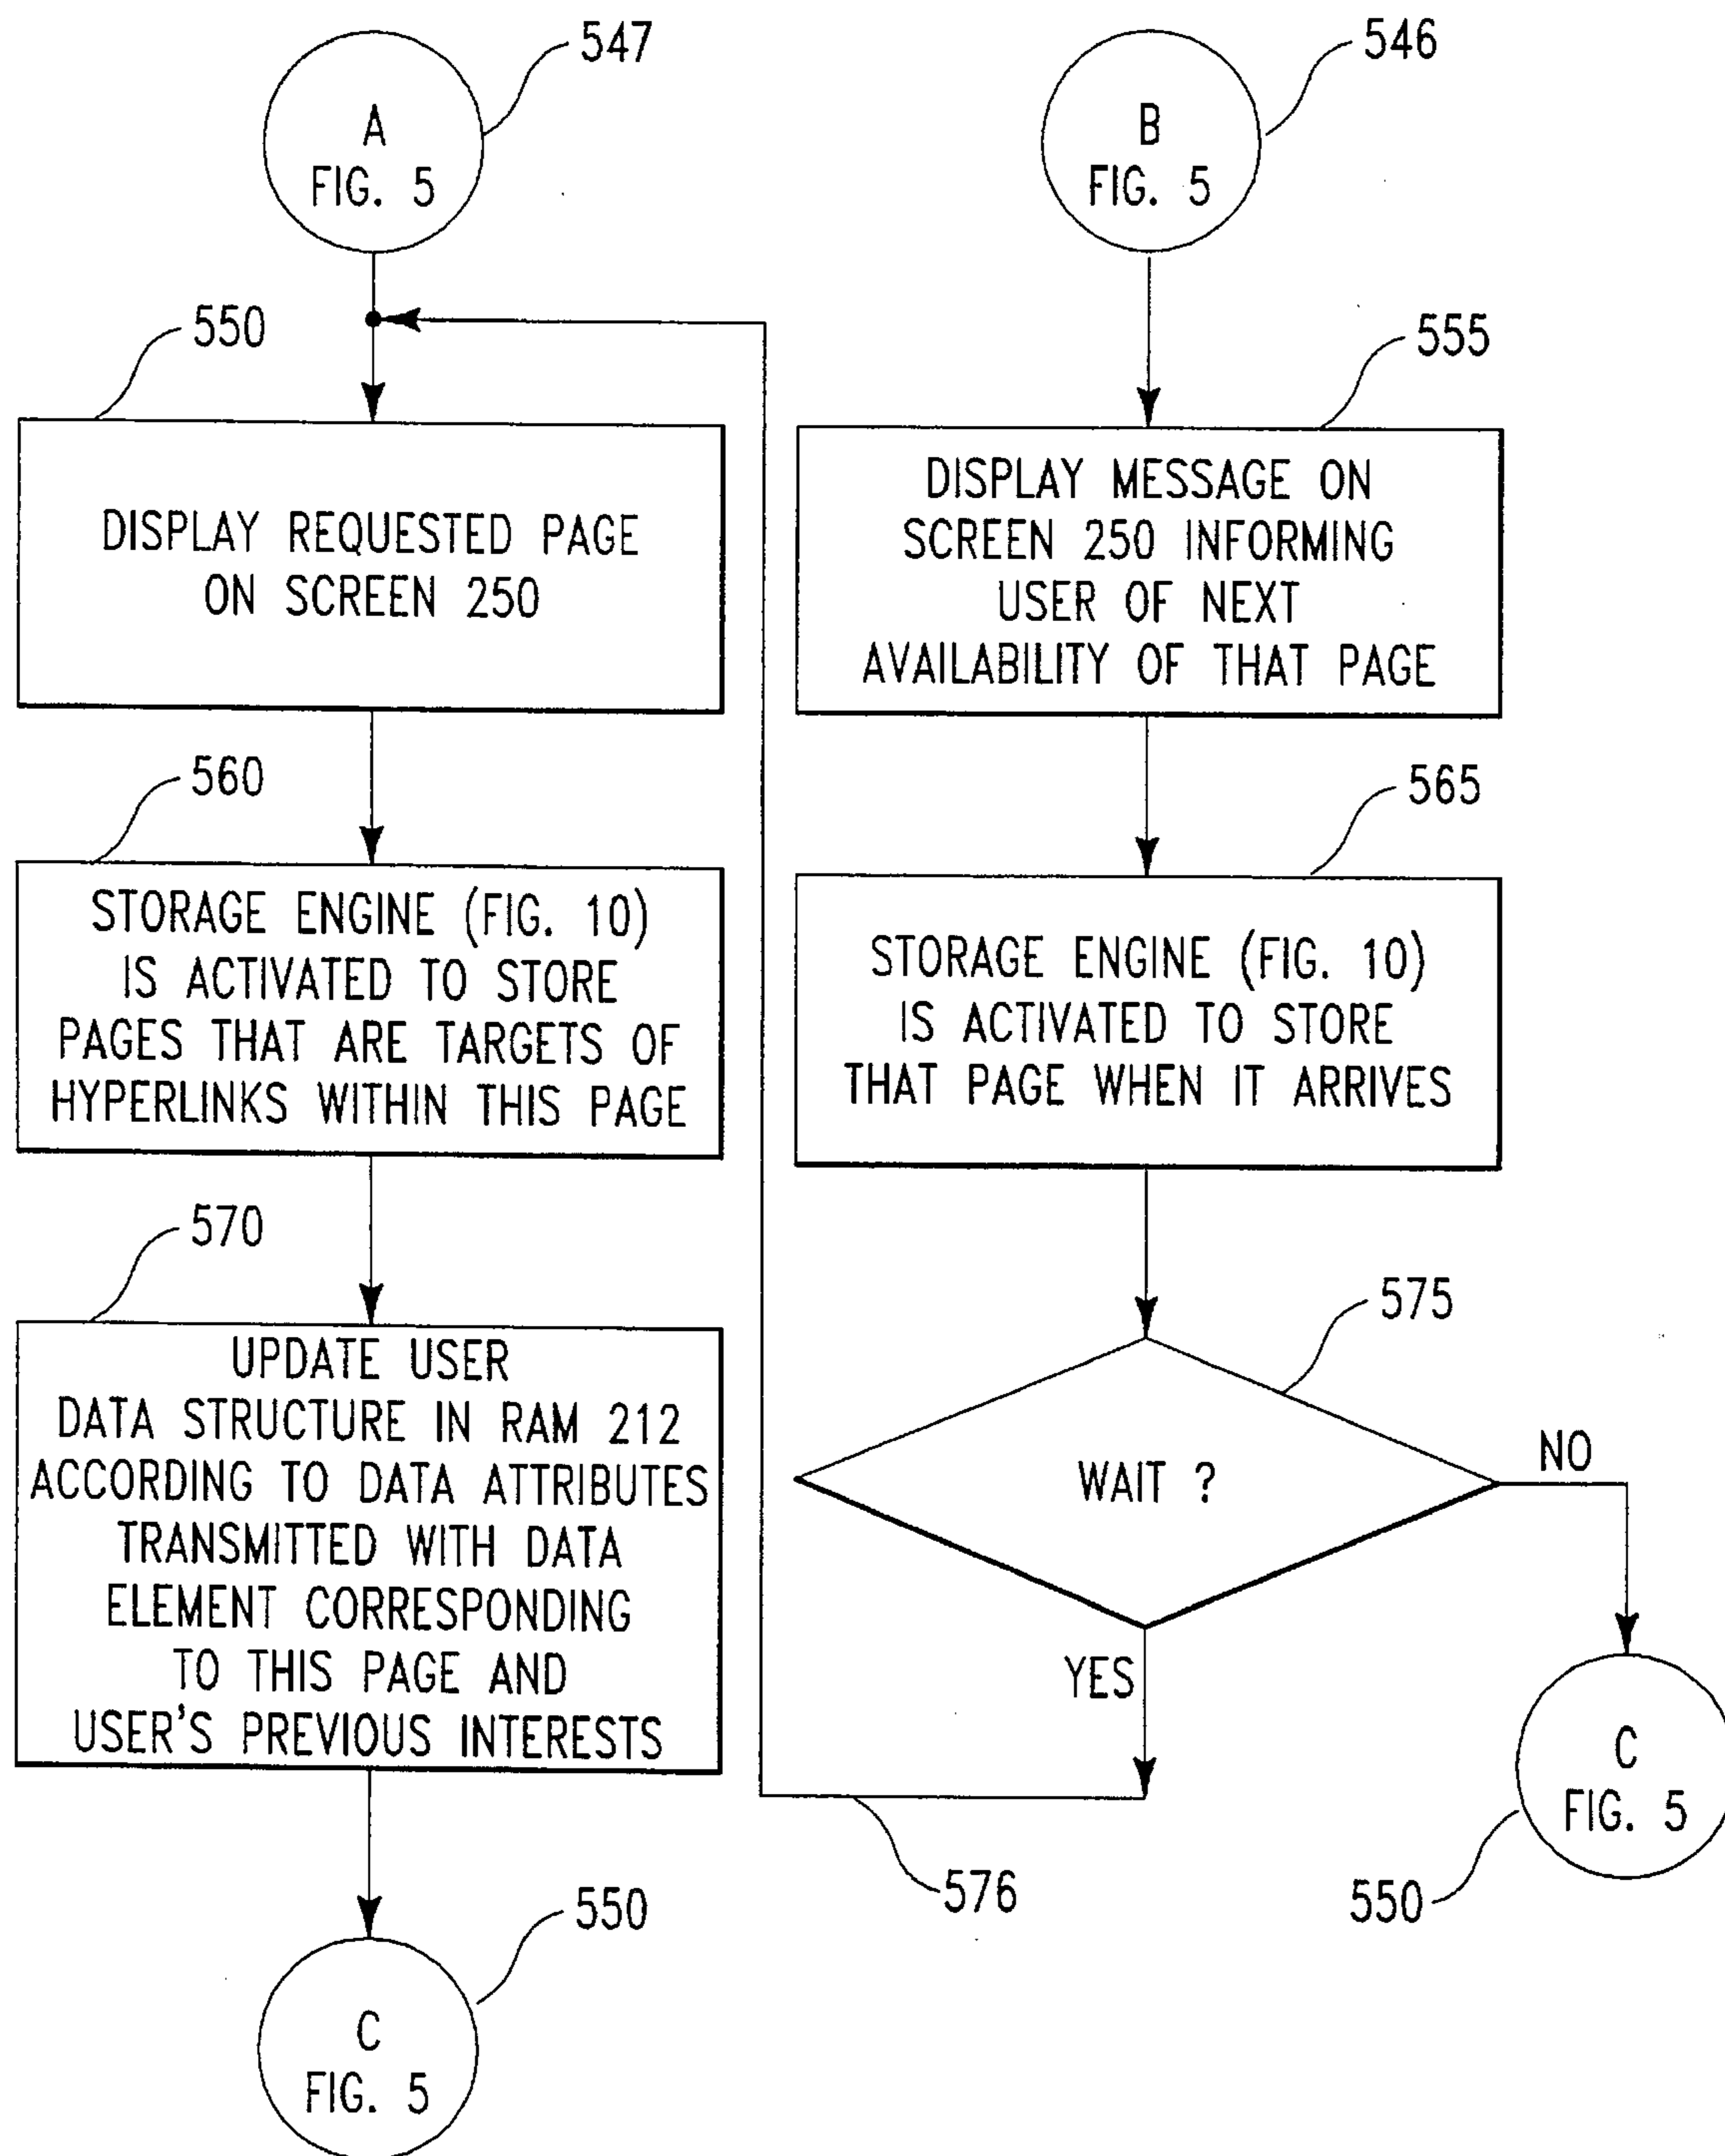 547
A
FIG. 5
550
DISPLAY REQUESTED PAGE
ON SCREEN 250
560
STORAGE ENGINE (FIG. 10)
IS ACTIVATED TO STORE
PAGES THAT ARE TARGETS OF
HYPERLINKS WITHIN THIS PAGE
570
UPDATE USER
DATA STRUCTURE IN RAM 212
ACCORDING TO DATA ATTRIBUTES
TRANSMITTED WITH DATA
ELEMENT CORRESPONDING
TO THIS PAGE AND
USER'S PREVIOUS INTERESTS
550
C
FIG. 5
546
B
FIG. 5
555
DISPLAY MESSAGE ON
SCREEN 250 INFORMING
USER OF NEXT
AVAILABILITY OF THAT PAGE
565
STORAGE ENGINE (FIG. 10)
IS ACTIVATED TO STORE
THAT PAGE WHEN IT ARRIVES
575
WAIT ?
NO
YES
576
C
FIG. 5
550